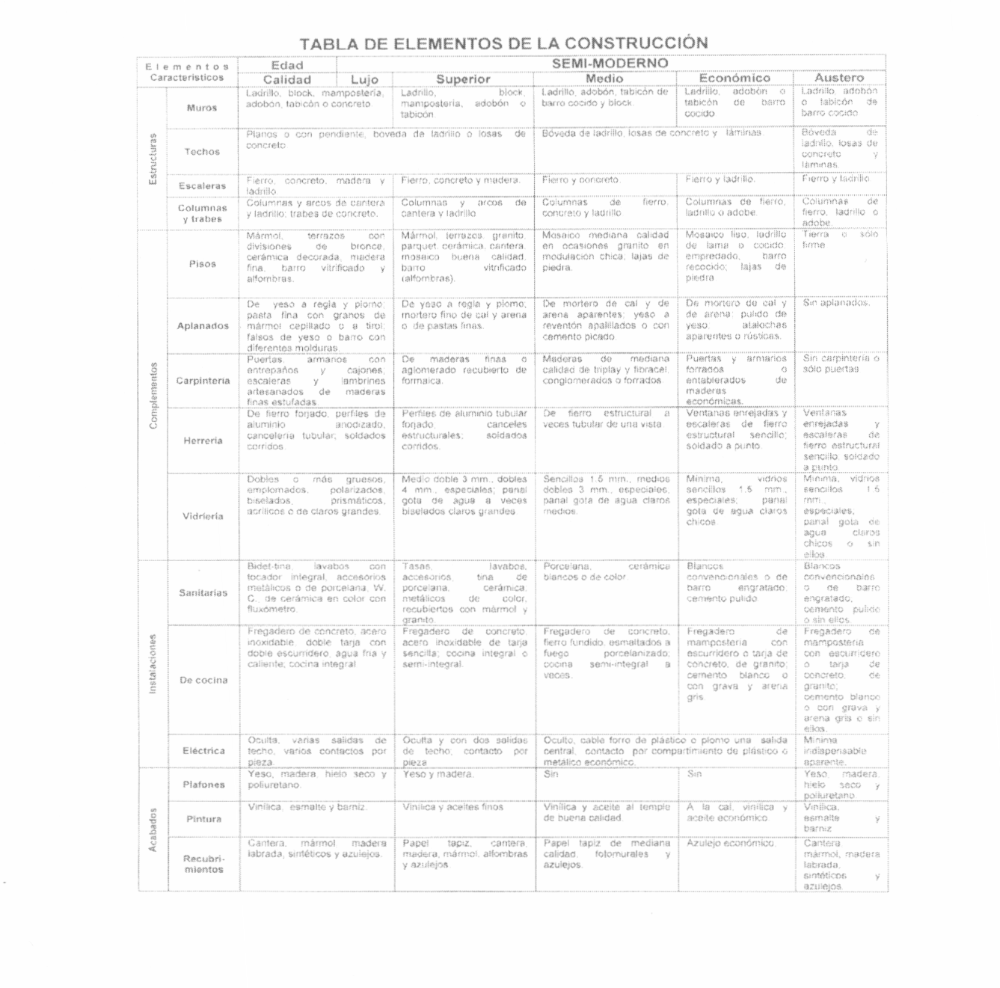 TABLA DE ELEMENTOS DE LA CONSTRUCCIÓN
Elementos
Característicos
Edad
SEMI-MODERNO
Calidad
Lujo
Superior
Medio
Económico
Austero
Estructuras
Muros
Ladrillo, block, mampostería,
adobón, tabicón o concreto.
Ladrillo, block,
mampostería, adobón o
tabicón.
Ladrillo, adobón, tabicón de
barro cocido y block.
Ladrillo, adobón o
tabicón de barro
cocido
Ladrillo, adobón
o tabicón de
barro cocido
Techos
Planos o con pendiente, boveda de ladrillo o losas de
concreto
Bóveda de ladrillo, losas de concreto y láminas
Bóveda de
ladrillo, losas de
concreto y
láminas.
Escaleras
Fierro, concreto, madera y
ladrillo.
Fierro, concreto y madera.
Fierro y concreto.
Fierro y ladrillo.
Fierro y ladrillo
Columnas
y trabes
Columnas y arcos de cantera
y ladrillo; trabes de concreto.
Columnas y arcos de
cantera y ladrillo
Columnas de fierro,
concreto y ladrillo
Columnas de fierro,
ladrillo o adobe.
Columnas de
fierro, ladrillo o
adobe.
Complementos
Pisos
Mármol, terrazos con
divisiones de bronce,
cerámica decorada, madera
fina, barro vitrificado y
alfombras.
Mármol, terrazos, granito,
parquet, cerámica, cantera,
mosaico buena calidad,
barro vitrificado
(alfombras).
Mosaico mediana calidad
en ocasiones granito en
modulación chica; lajas de
piedra.
Mosaico liso, ladrillo
de lama o cocido,
empredado, barro
recocido; lajas de
piedra
Tierra o sólo
firme
Aplanados
De yeso a regla y plomo;
pasta fina con granos de
mármol cepillado o a tirol;
falsos de yeso o barro con
diferentes molduras.
De yeso a regla y plomo;
mortero fino de cal y arena
o de pastas finas.
De mortero de cal y de
arena aparentes; yeso a
reventón apalillados o con
cemento picado.
De mortero de cal y
de arena; pulido de
yeso, atalochas
aparentes o rústicas.
Sin aplanados.
Carpintería
Puertas, armarios con
entrepaños y cajones,
escaleras y lambrines
artesanados de maderas
finas estufadas.
De maderas finas o
aglomerado recubierto de
formaica.
Maderas de mediana
calidad de triplay y fibracel,
conglomerados o forrados
Puertas y armarios
forrados o
entablerados de
maderas
económicas.
Sin carpintería o
sólo puertas
Herrería
De fierro forjado, perfiles de
aluminio anodizado,
cancelería tubular; soldados
corridos.
Perfiles de aluminio tubular
forjado; canceles
estructurales; soldados
corridos.
De fierro estructural a
veces tubular de una vista
Ventanas enrejadas y
escaleras de fierro
estructural sencillo;
soldado a punto.
Ventanas
enrejadas y
escaleras de
fierro estructural
sencillo, soldado
a punto.
Vidriería
Dobles o más gruesos,
emplomados, polarizados,
biselados, prismáticos,
acrílicos o de claros grandes.
Medio doble 3 mm., dobles
4 mm., especiales; panal
gota de agua a veces
biselados claros grandes
Sencillos 1.5 mm., medios
dobles 3 mm., especiales,
panal gota de agua claros
medios.
Mínima, vidrios
sencillos 1.5 mm.,
especiales; panal
gota de agua claros
chicos
Mínima, vidrios
sencillos 1.5
mm.,
especiales;
panal gota de
agua claros
chicos o sin
ellos.
Instalaciones
Sanitarias
Bidet-tina, lavabos con
tocador integral, accesorios
metálicos o de porcelana, W.
C., de cerámica en color con
fluxómetro.
Tasas, lavabos,
accesorios, tina de
porcelana, cerámica,
metálicos de color,
recubiertos con mármol y
granito.
Porcelana, cerámica
blancos o de color
Blancos
convencionales o de
barro engratado;
cemento pulido
Blancos
convencionales
o de barro
engratado,
cemento pulido
o sin ellos
De cocina
Fregadero de concreto, acero
inoxidable, doble tarja con
doble escurridero, agua fría y
caliente; cocina integral
Fregadero de concreto,
acero inoxidable de tarja
sencilla; cocina integral o
semi-integral.
Fregadero de concreto,
fierro fundido, esmaltados a
fuego porcelanizado;
cocina semi-integral a
veces.
Fregadero de
mampostería con
escurridero o tarja de
concreto, de granito;
cemento blanco o
con grava y arena
gris
Fregadero de
mampostería
con escurridero
o tarja de
concreto, de
granito;
cemento blanco
o con grava y
arena gris o sin
ellos.
Eléctrica
Oculta, varias salidas de
techo, varios contactos por
pieza
Oculta y con dos salidas
de techo; contacto por
pieza
Oculto, cable forro de plástico o plomo una salida
central, contacto por compartimiento de plástico o
metálico económico.
Mínima
indispensable
aparente.
Acabados
Plafones
Yeso, madera, hielo seco y
poliuretano.
Yeso y madera.
Sin
Sin
Yeso, madera,
hielo seco y
poliuretano
Pintura
Vinílica, esmalte y barniz.
Vinílica y aceites finos
Vinílica y aceite al temple
de buena calidad.
A la cal, vinílica y
aceite económico.
Vinílica,
esmalte y
barniz
Recubri-
mientos
Cantera, mármol, madera
labrada, sintéticos y azulejos.
Papel tapiz, cantera,
madera, mármol, alfombras
y azulejos.
Papel tapiz de mediana
calidad, fotomurales y
azulejos.
Azulejo económico.
Cantera
mármol, madera
labrada,
sintéticos y
azulejos.